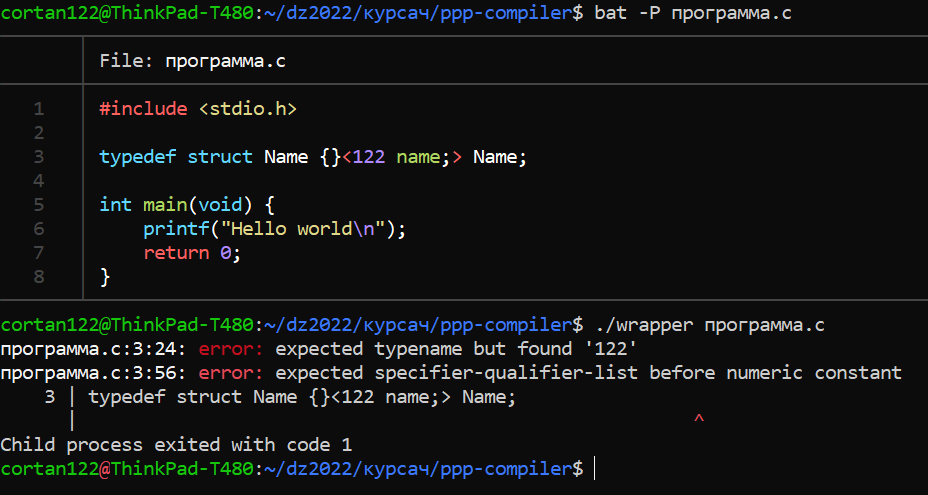 cortan122@ThinkPad-T480:~/dz2022/курсач/ppp-compiler$ bat -P программа.c
File: программа.c
1 #include <stdio.h>
2
3 typedef struct Name {}<122 name;> Name;
4
5 int main(void) {
6     printf("Hello world\n");
7     return 0;
8 }
cortan122@ThinkPad-T480:~/dz2022/курсач/ppp-compiler$ ./wrapper программа.c
программа.c:3:24: error: expected typename but found '122'
программа.c:3:56: error: expected specifier-qualifier-list before numeric constant
    3 | typedef struct Name {}<122 name;> Name;
      |                                                        ^
Child process exited with code 1
cortan122@ThinkPad-T480:~/dz2022/курсач/ppp-compiler$